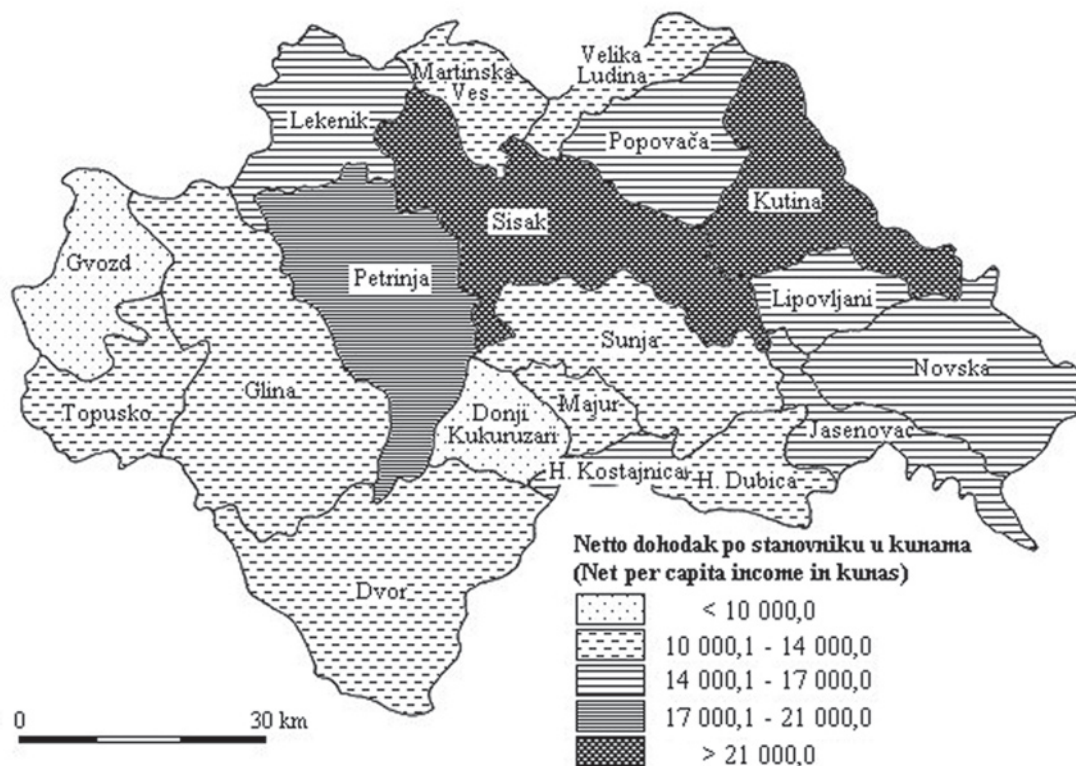 Velika
Ludina
Martinska
Ves
Lekenik
Popovača
Kutina
Sisak
Gvozd
Petrinja
Lipovljani
Sunja
Novska
Glina
Topusko
Donji
Kukuruzari
Majur
Jasenovac
H. Kostajnica
H. Dubica
Dvor
Netto dohodak po stanovniku u kunama
(Net per capita income in kunas)
< 10 000,0
10 000,1 - 14 000,0
14 000,1 - 17 000,0
17 000,1 - 21 000,0
> 21 000,0
0 30 km